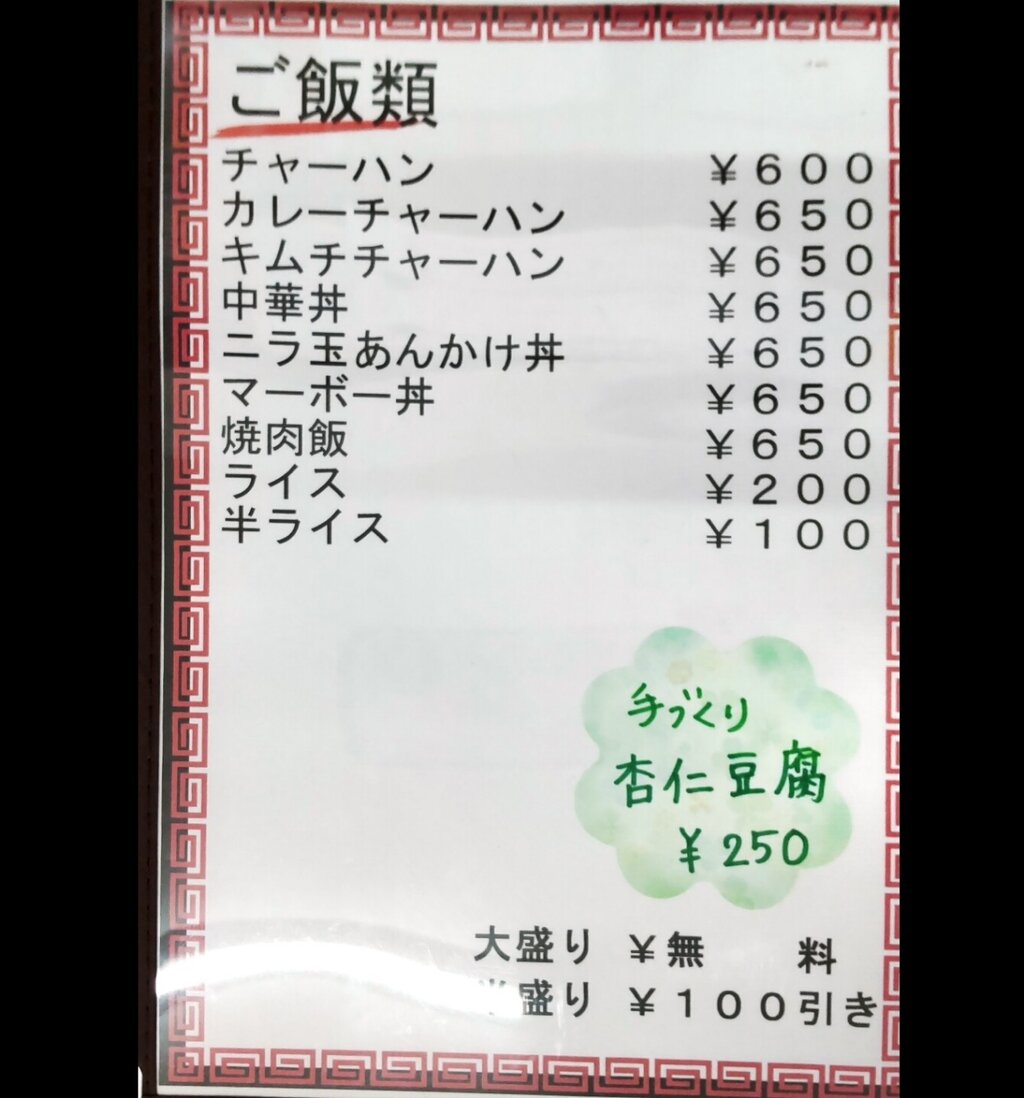 ご飯類
チャーハン ￥６００
カレーチャーハン ￥６５０
キムチチャーハン ￥６５０
中華丼 ￥６５０
ニラ玉あんかけ丼 ￥６５０
マーボー丼 ￥６５０
焼肉飯 ￥６５０
ライス ￥２００
半ライス ￥１００
手づくり
杏仁豆腐
￥250
大盛り ￥無 料
盛り ￥１００引き